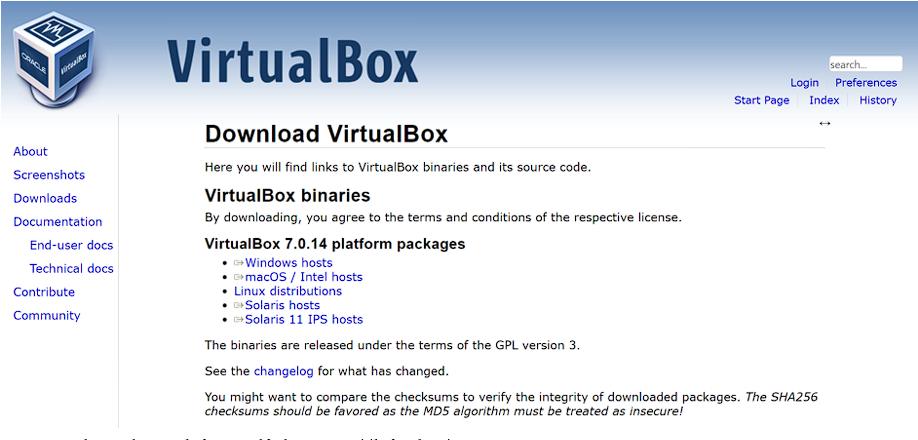 ORACLE
VirtualBox
VirtualBox
search...
Login Preferences
Start Page Index History
About
Screenshots
Downloads
Documentation
End-user docs
Technical docs
Contribute
Community
Download VirtualBox
Here you will find links to VirtualBox binaries and its source code.
VirtualBox binaries
By downloading, you agree to the terms and conditions of the respective license.
VirtualBox 7.0.14 platform packages
• Windows hosts
• macOS / Intel hosts
• Linux distributions
• Solaris hosts
• Solaris 11 IPS hosts
The binaries are released under the terms of the GPL version 3.
See the changelog for what has changed.
You might want to compare the checksums to verify the integrity of downloaded packages. The SHA256
checksums should be favored as the MD5 algorithm must be treated as insecure!